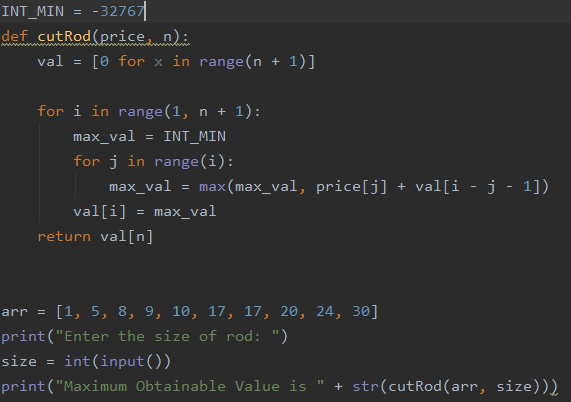 INT_MIN = -32767
def cutRod(price, n):
    val = [0 for x in range(n + 1)]
    for i in range(1, n + 1):
        max_val = INT_MIN
        for j in range(i):
            max_val = max(max_val, price[j] + val[i - j - 1])
        val[i] = max_val
    return val[n]
arr = [1, 5, 8, 9, 10, 17, 17, 20, 24, 30]
print("Enter the size of rod: ")
size = int(input())
print("Maximum Obtainable Value is " + str(cutRod(arr, size)))